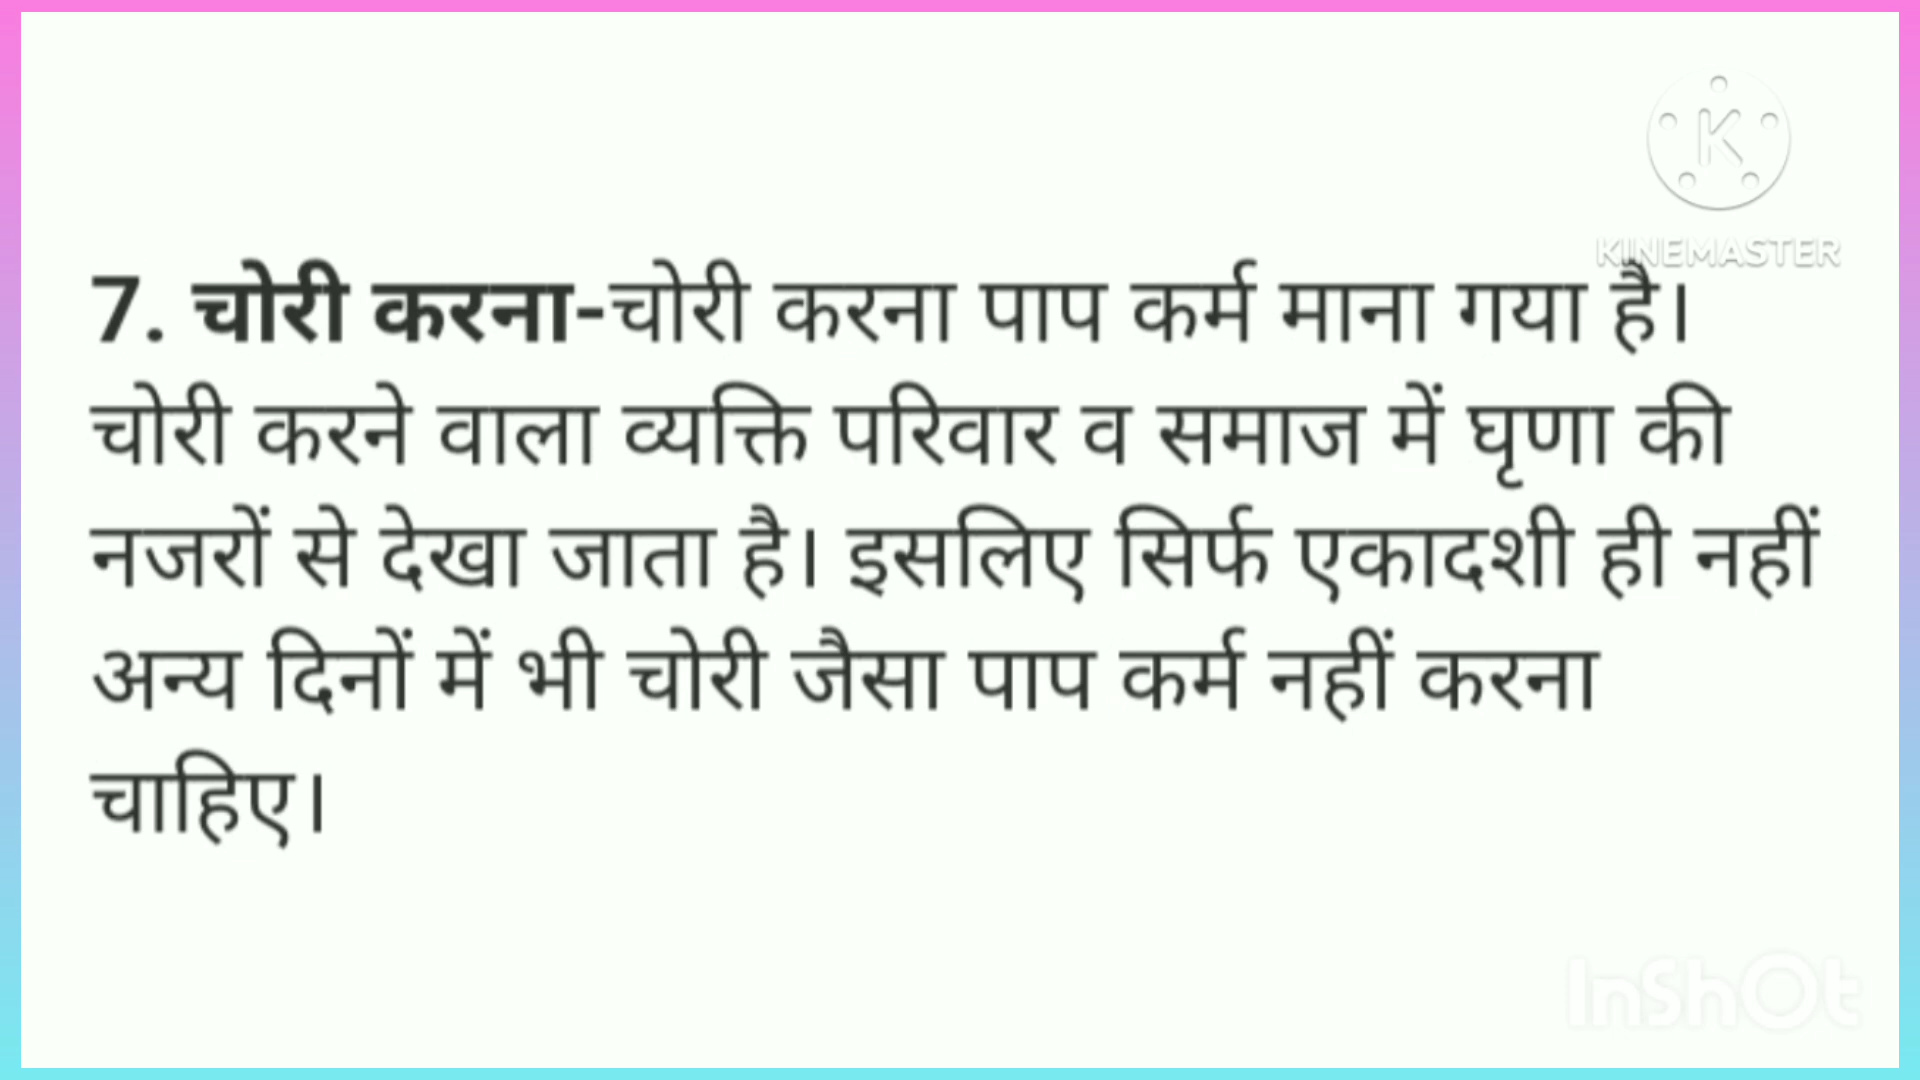 KINEMASTER
7. चोरी करना-चोरी करना पाप कर्म माना गया है।
चोरी करने वाला व्यक्ति परिवार व समाज में घृणा की
नजरों से देखा जाता है। इसलिए सिर्फ एकादशी ही नहीं
अन्य दिनों में भी चोरी जैसा पाप कर्म नहीं करना
चाहिए।
InShOt